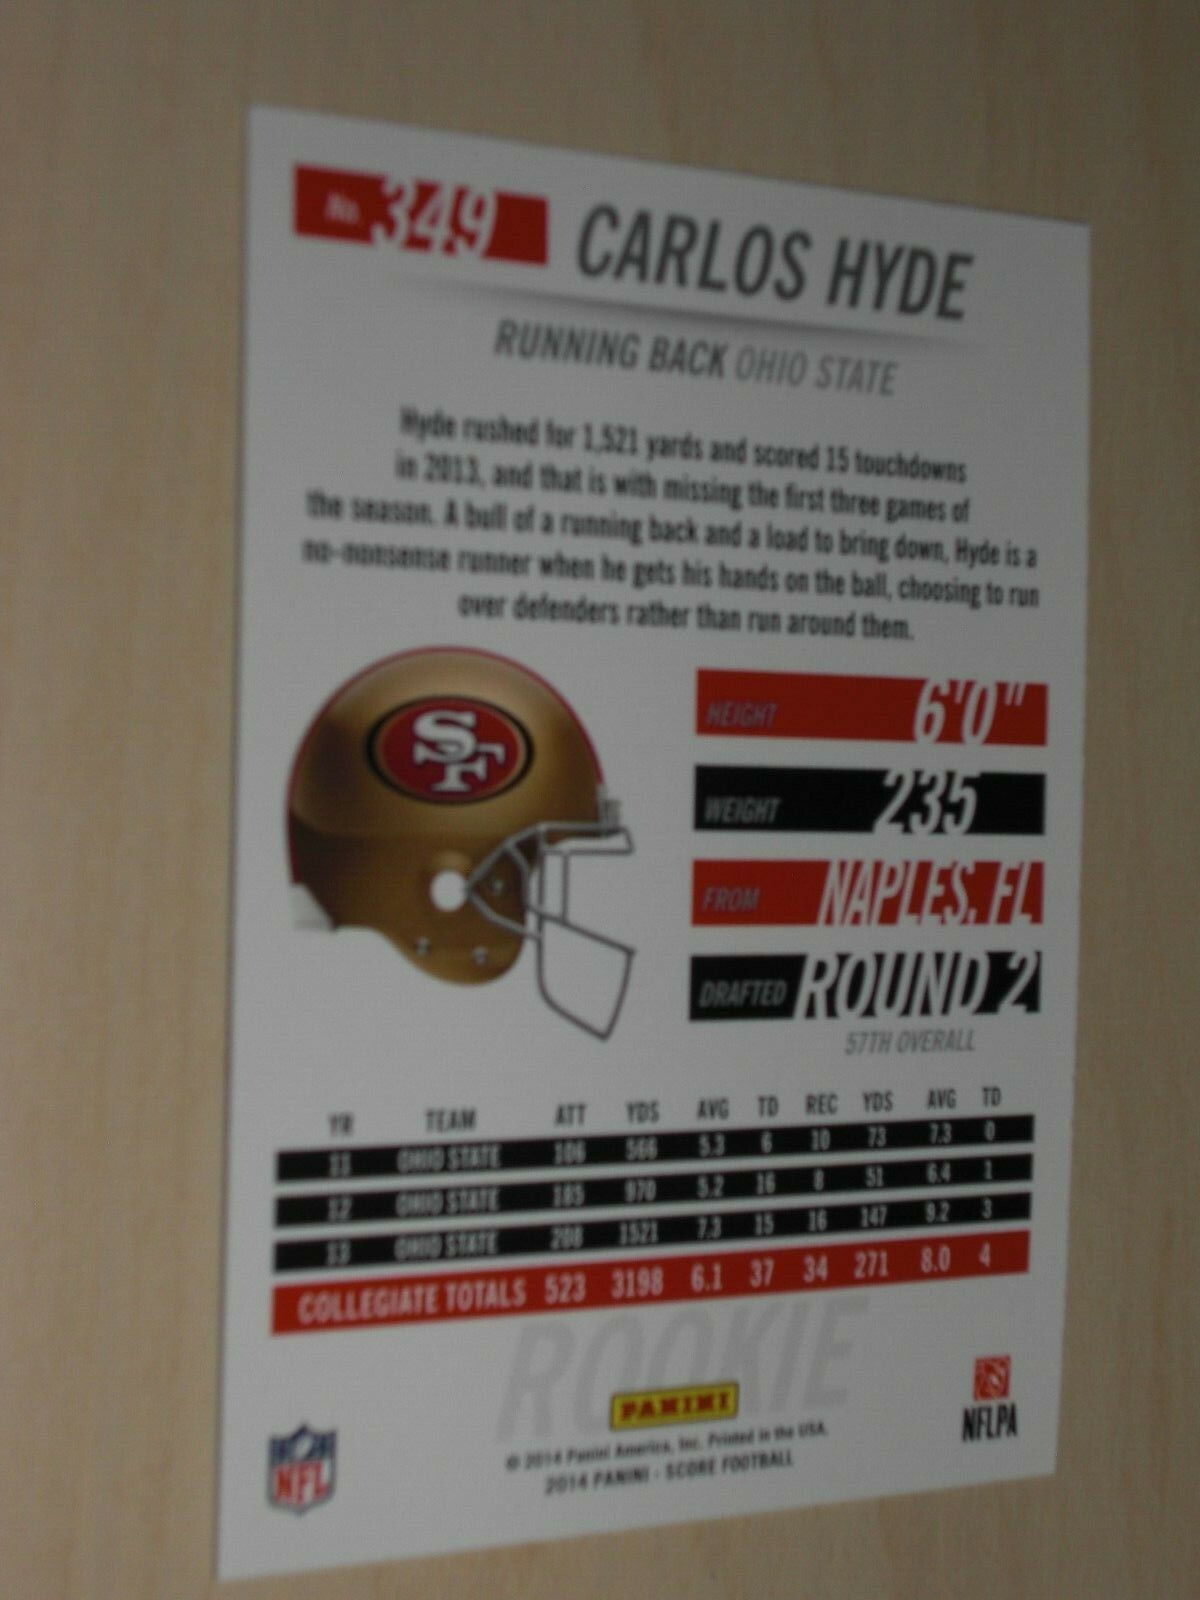 No. 349 CARLOS HYDE
RUNNING BACK OHIO STATE
Hyde rushed for 1,521 yards and scored 15 touchdowns
in 2013, and that is with missing the first three games of
the season. A bull of a running back and a load to bring down, Hyde is a
no-nonsense runner when he gets his hands on the ball, choosing to run
over defenders rather than run around them.
SF
HEIGHT 6'0"
WEIGHT 235
FROM NAPLES, FL
DRAFTED ROUND 2
57TH OVERALL
YR TEAM ATT YDS AVG TD REC YDS AVG TD
11 OHIO STATE 106 566 5.3 6 10 73 7.3 0
12 OHIO STATE 185 970 5.2 16 8 51 6.4 1
13 OHIO STATE 208 1521 7.3 15 16 147 9.2 3
COLLEGIATE TOTALS 523 3198 6.1 37 34 271 8.0 4
ROOKIE
PANINI
© 2014 Panini America, Inc. Printed in the USA.
2014 PANINI - SCORE FOOTBALL
NFL
NFLPA